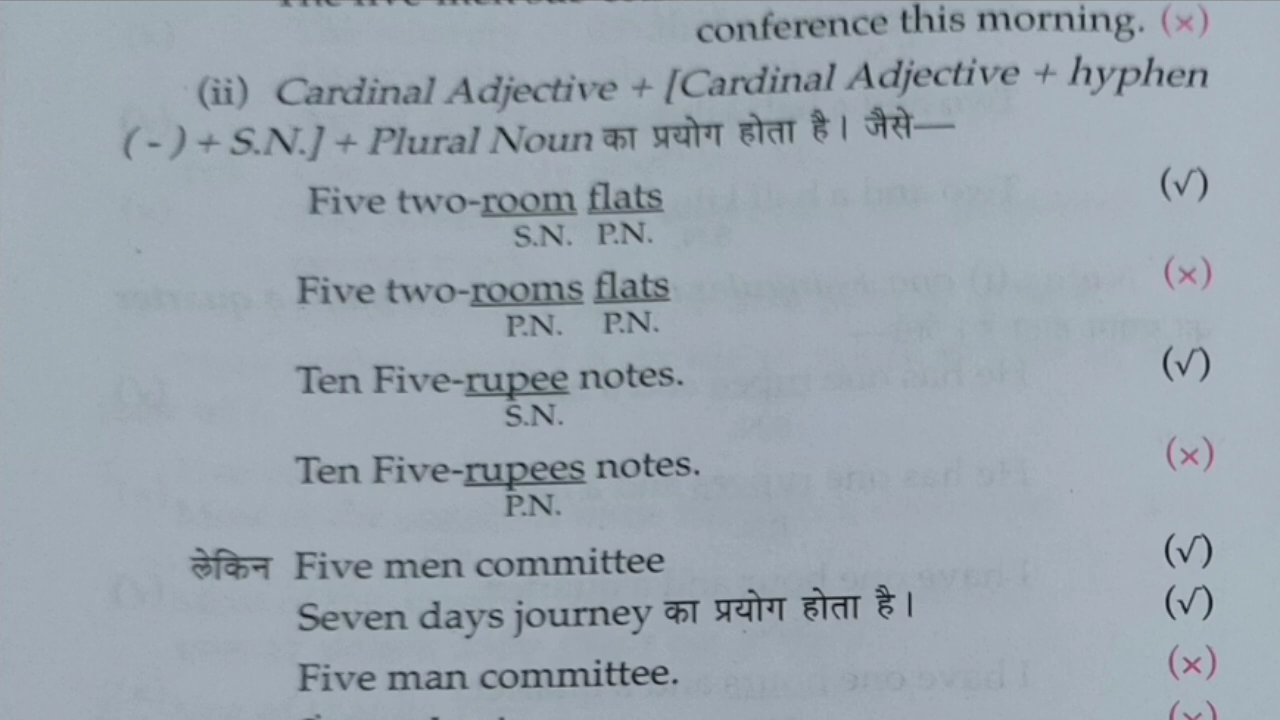 conference this morning. (×)
(ii) Cardinal Adjective + [Cardinal Adjective + hyphen
(-) + S.N.] + Plural Noun का प्रयोग होता है। जैसे—
Five two-room flats (√)
S.N. P.N.
Five two-rooms flats (×)
P.N. P.N.
Ten Five-rupee notes. (√)
S.N.
Ten Five-rupees notes. (×)
P.N.
लेकिन Five men committee (√)
Seven days journey का प्रयोग होता है। (√)
Five man committee. (×)